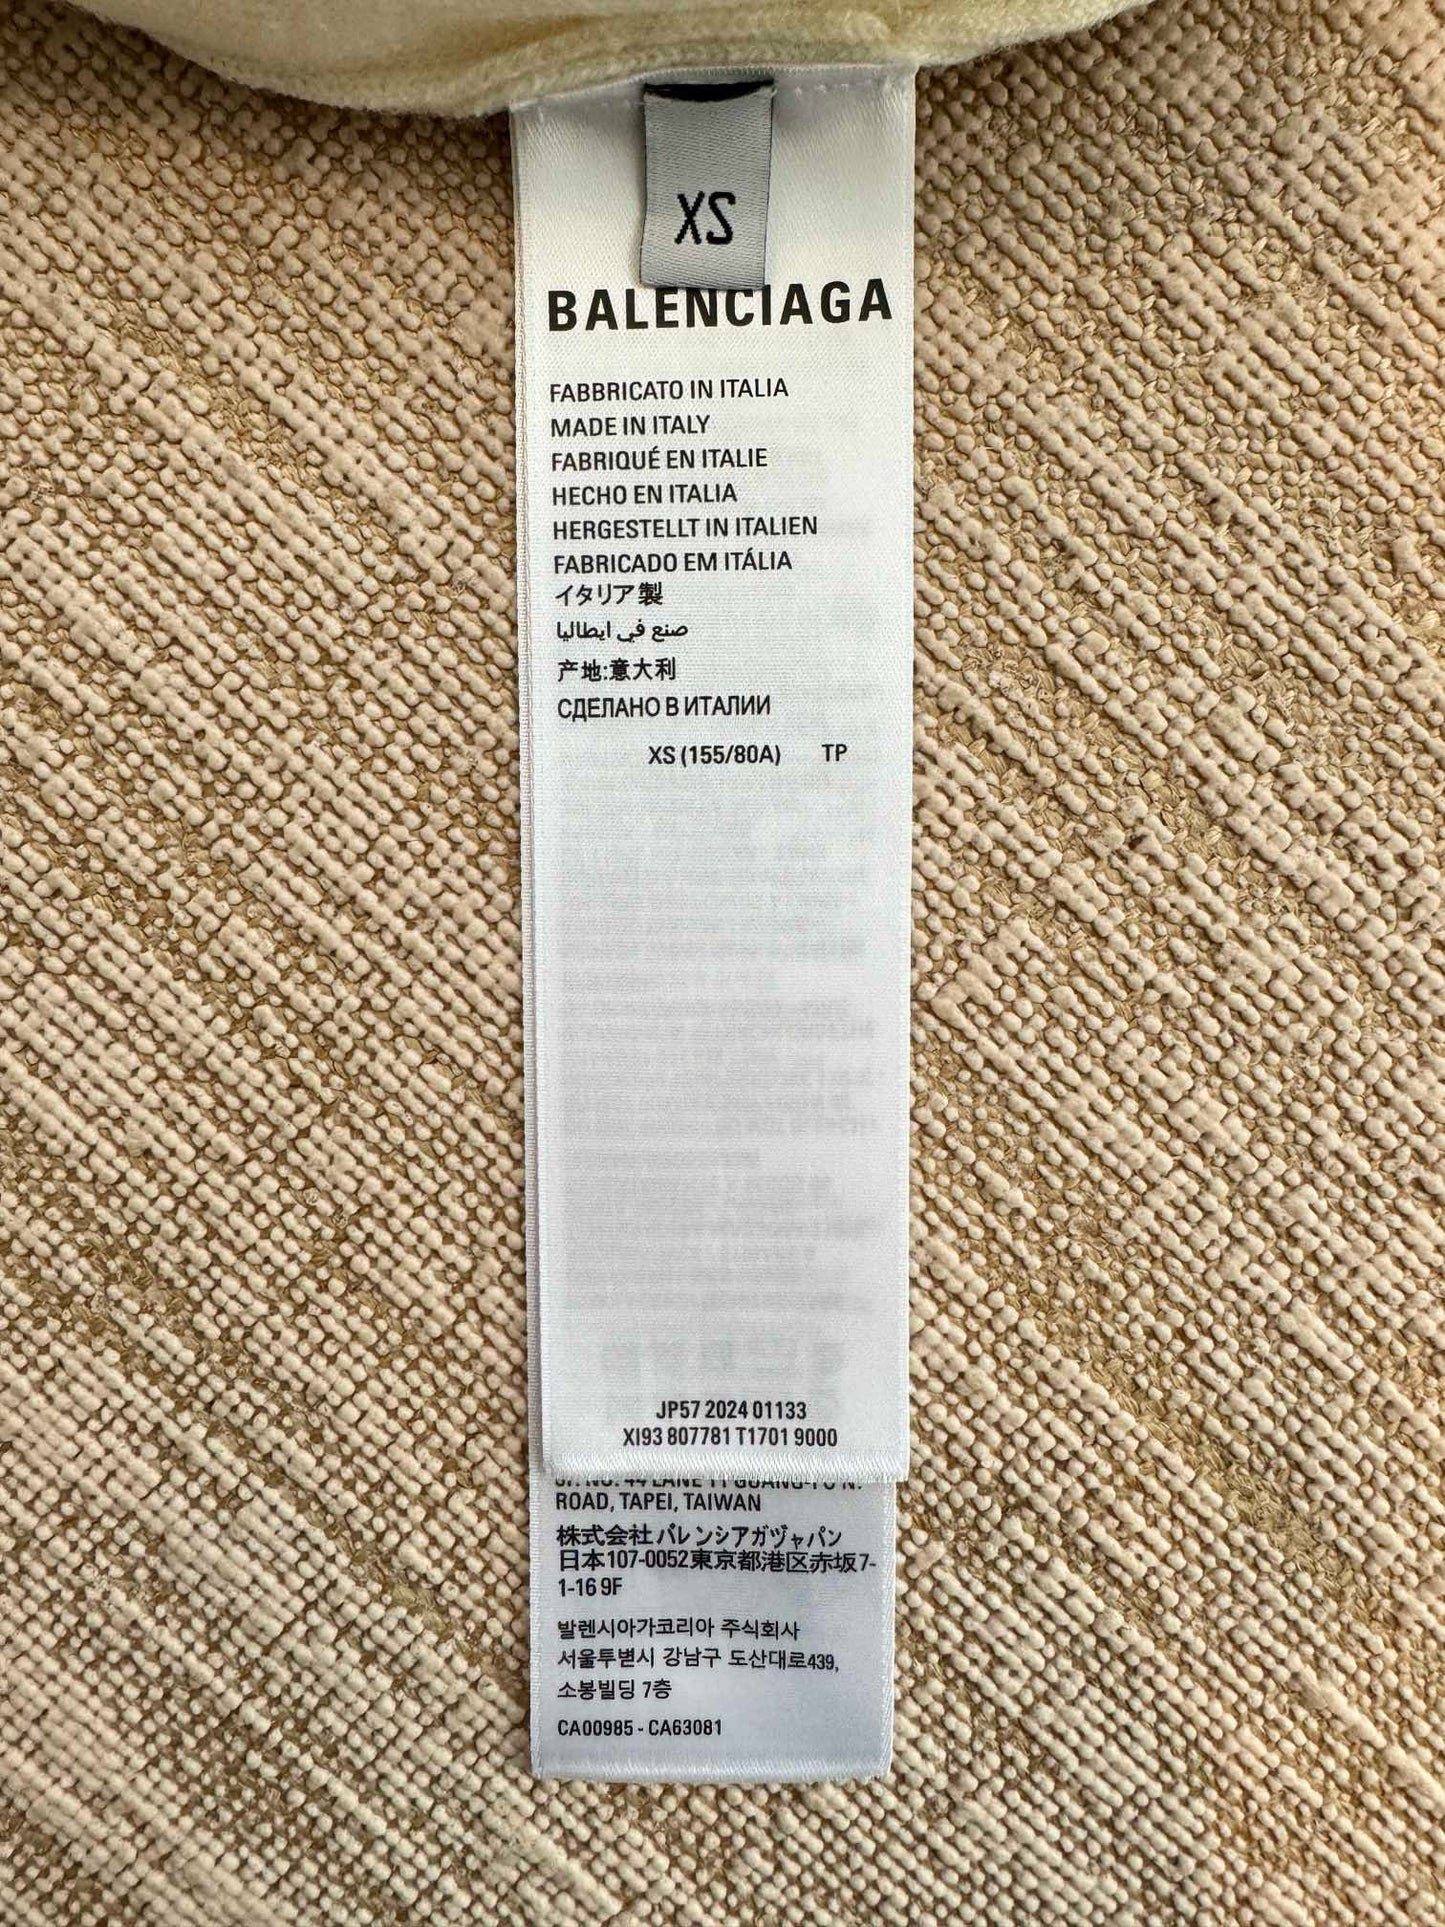 XS
BALENCIAGA
FABBRICATO IN ITALIA
MADE IN ITALY
FABRIQUÉ EN ITALIE
HECHO EN ITALIA
HERGESTELLT IN ITALIEN
FABRICADO EM ITÁLIA
イタリア製
صنع في ايطاليا
产地:意大利
СДЕЛАНО В ИТАЛИИ
XS (155/80A) TP
JP57 2024 01133
XI93 807781 T1701 9000
ROAD, TAPEI, TAIWAN
株式会社バレンシアガヅャパン
日本107-0052東京都港区赤坂7-
1-16 9F
발렌시아가코리아 주식회사
서울투볃시 강남구 도산대로439,
소봉빌딩 7층
CA00985 - CA63081